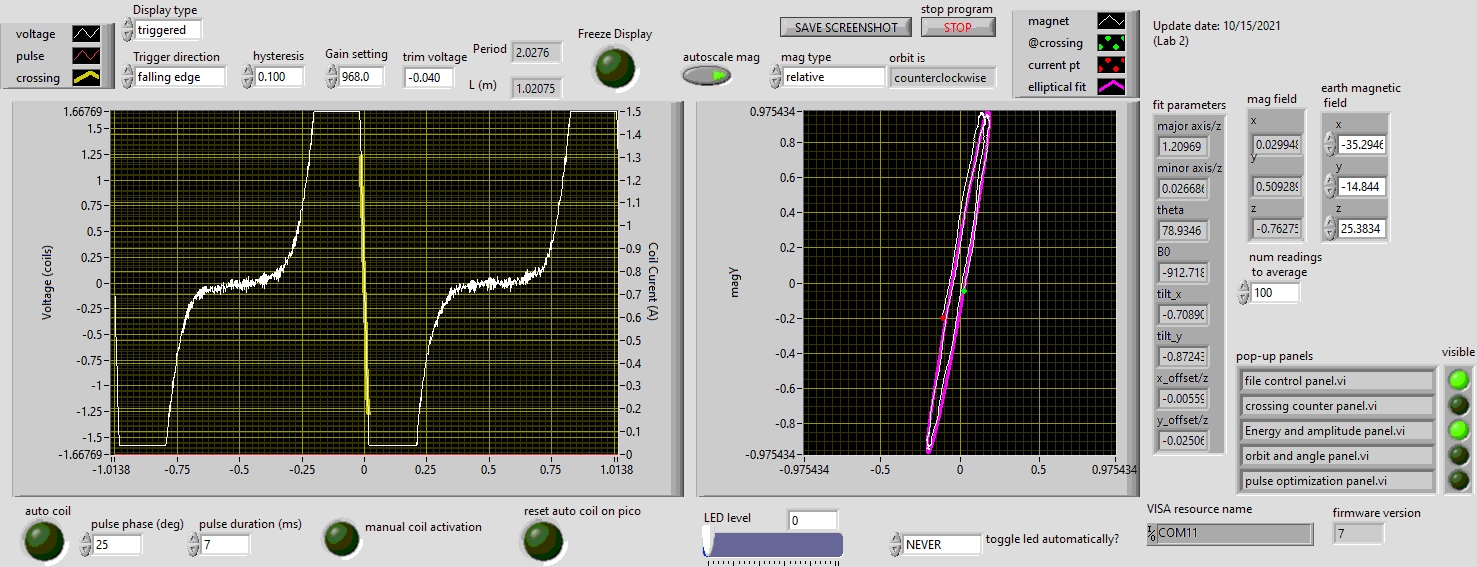 voltage
pulse
crossing
Display type
triggered
Trigger direction
falling edge
hysteresis
0.100
Gain setting
968.0
trim voltage
-0.040
Period
2.0276
L (m)
1.02075
Freeze Display
autoscale mag
SAVE SCREENSHOT
stop program
STOP
mag type
relative
orbit is
counterclockwise
magnet
@crossing
current pt
elliptical fit
Update date: 10/15/2021
(Lab 2)
Voltage (coils)
1.66769
1.5
1.25
1
0.75
0.5
0.25
0
-0.25
-0.5
-0.75
-1
-1.25
-1.5
-1.66769
-1.0138
-0.75
-0.5
-0.25
0
0.25
0.5
0.75
1.0138
1.5
1.4
1.3
1.2
1.1
1
0.9
0.8
0.7
0.6
0.5
0.4
0.3
0.2
0.1
0
Coil Current (A)
magY
0.975434
0.8
0.6
0.4
0.2
0
-0.2
-0.4
-0.6
-0.8
-0.975434
-0.975434
-0.5
0
0.5
0.975434
fit parameters
major axis/z
1.20969
minor axis/z
0.026686
theta
78.9346
B0
-912.718
tilt_x
-0.70890
tilt_y
-0.87243
x_offset/z
-0.00559
y_offset/z
-0.02506
mag field
x
0.029948
y
0.509289
z
-0.76275
earth magnetic
field
x
-35.2946
y
-14.844
z
25.3834
num readings
to average
100
pop-up panels
visible
file control panel.vi
crossing counter panel.vi
Energy and amplitude panel.vi
orbit and angle panel.vi
pulse optimization panel.vi
auto coil
pulse phase (deg)
25
pulse duration (ms)
7
manual coil activation
reset auto coil on pico
LED level
0
NEVER
toggle led automatically?
VISA resource name
COM11
firmware version
7